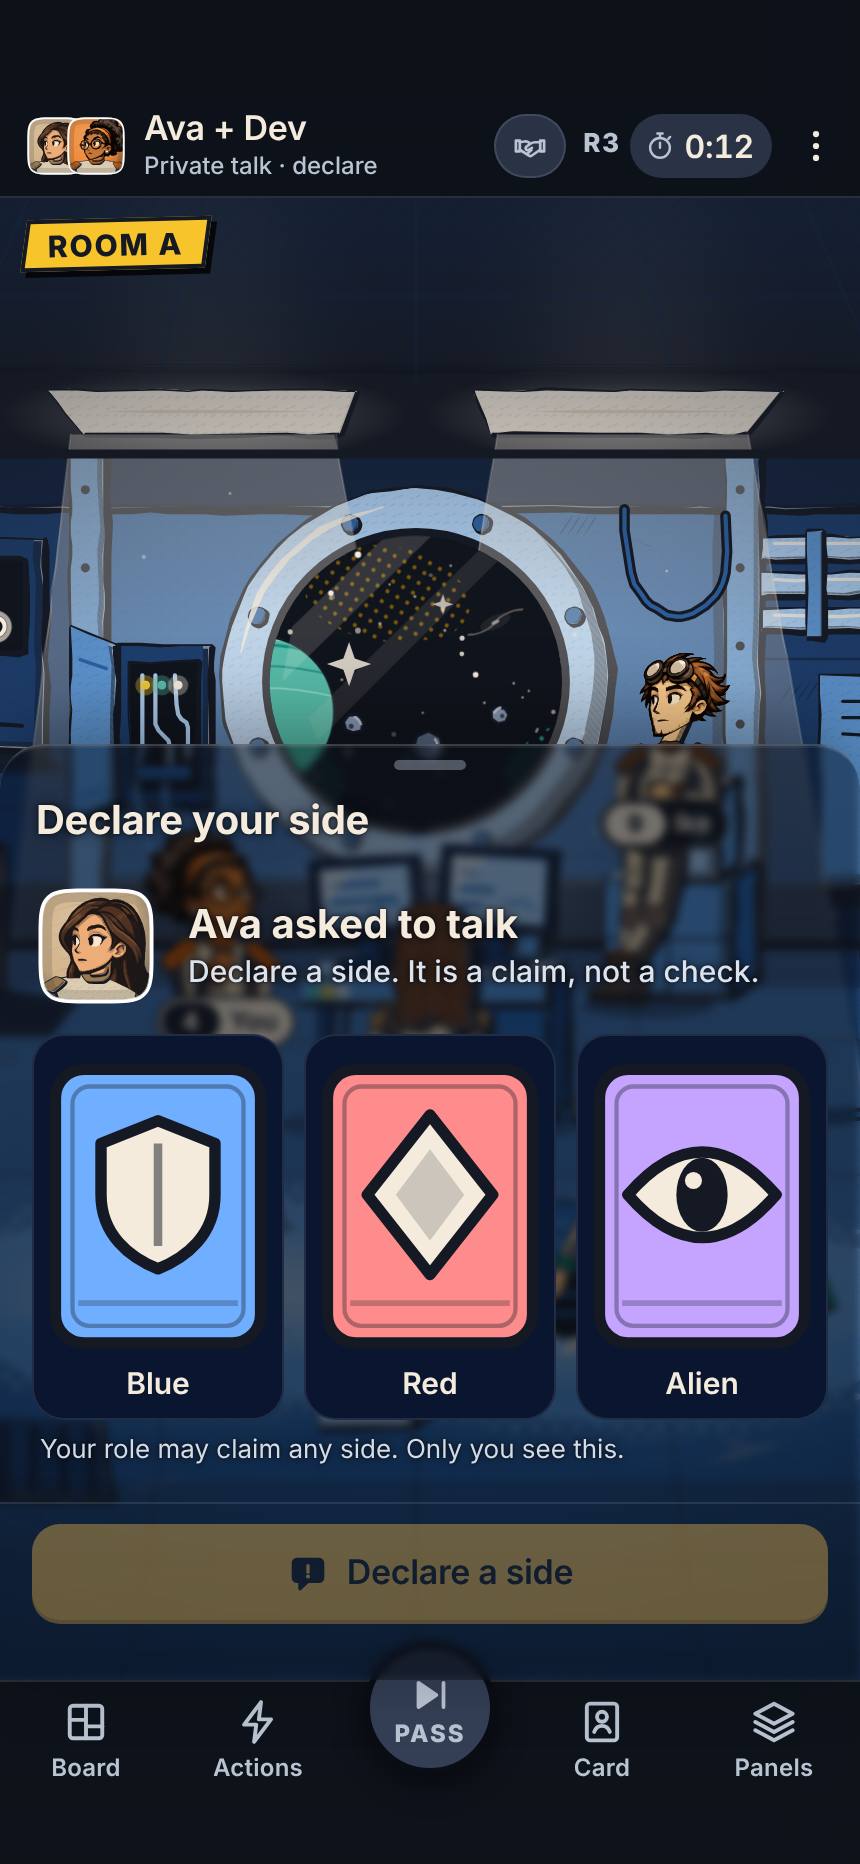 Ava + Dev
Private talk · declare
R3
0:12
ROOM A
Declare your side
Ava asked to talk
Declare a side. It is a claim, not a check.
4 You
Blue
Red
Alien
Your role may claim any side. Only you see this.
Declare a side
PASS
Board
Actions
Card
Panels